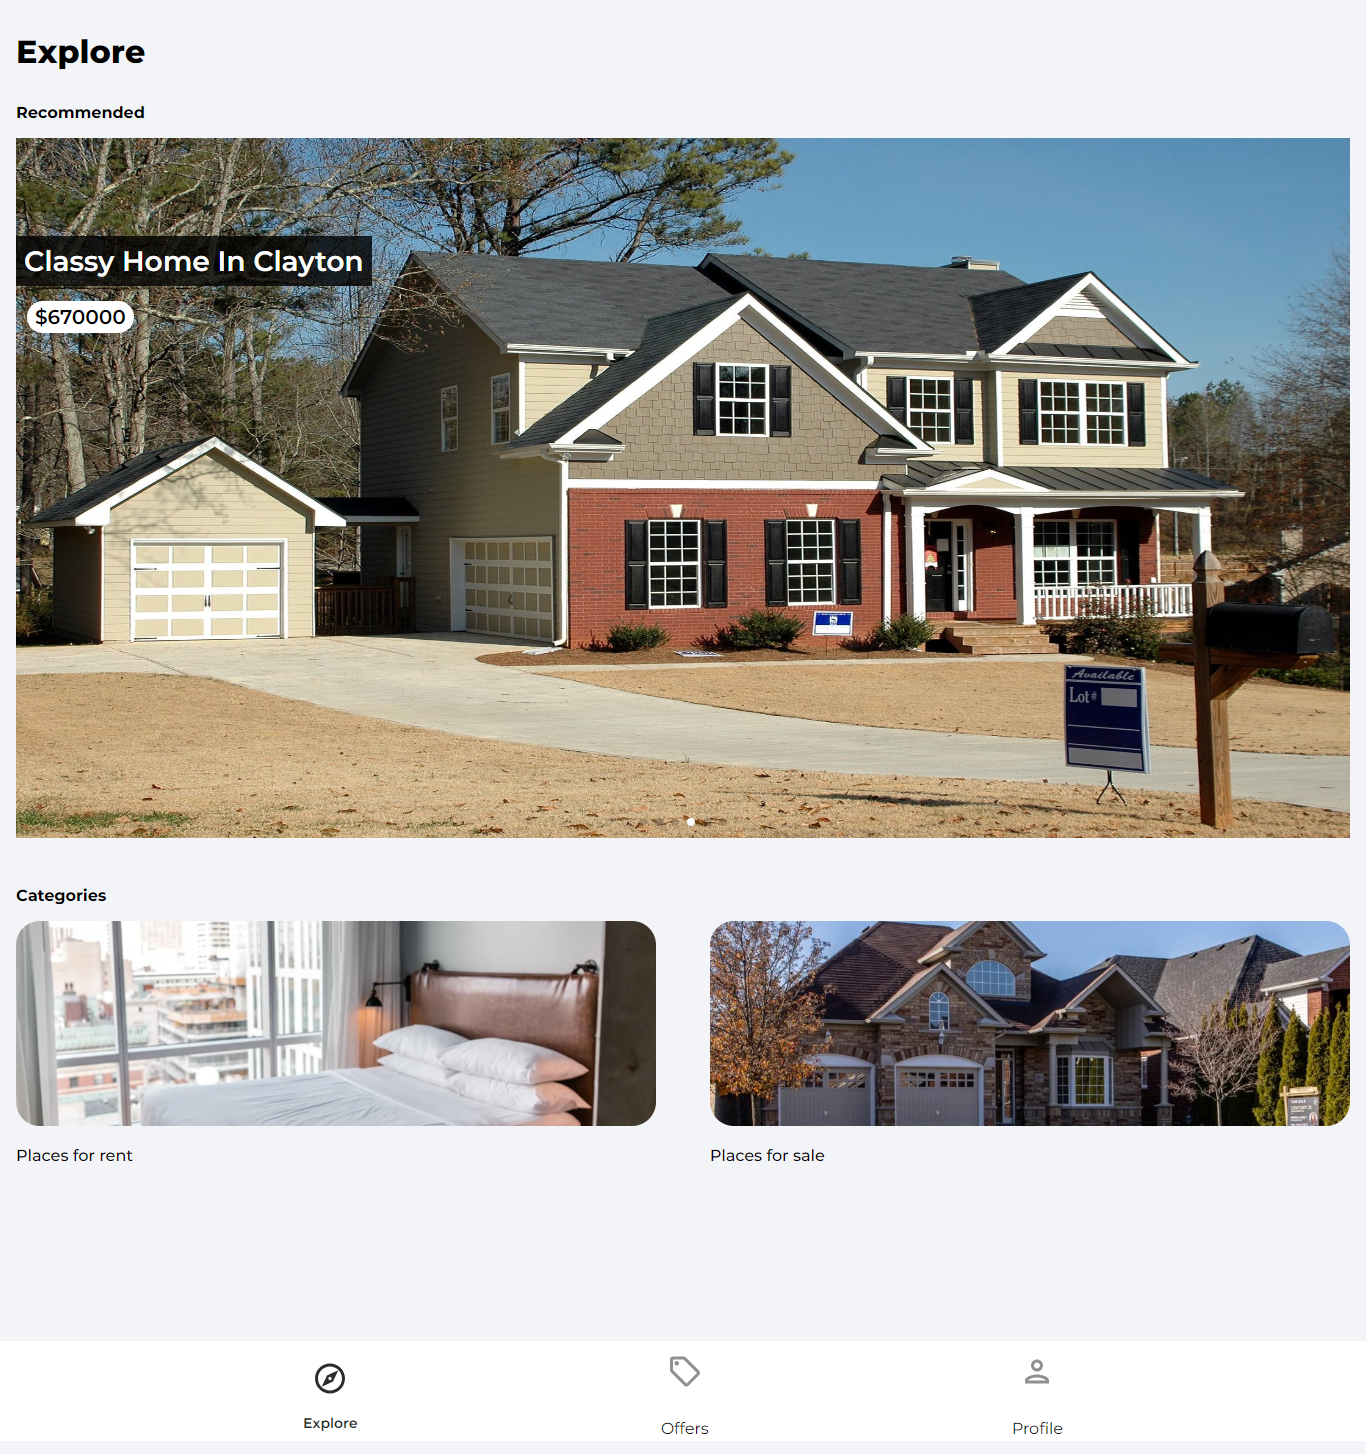 Explore
Recommended
Classy Home In Clayton
$670000
Available
Lot #
Categories
Places for rent
Places for sale
Explore
Offers
Profile